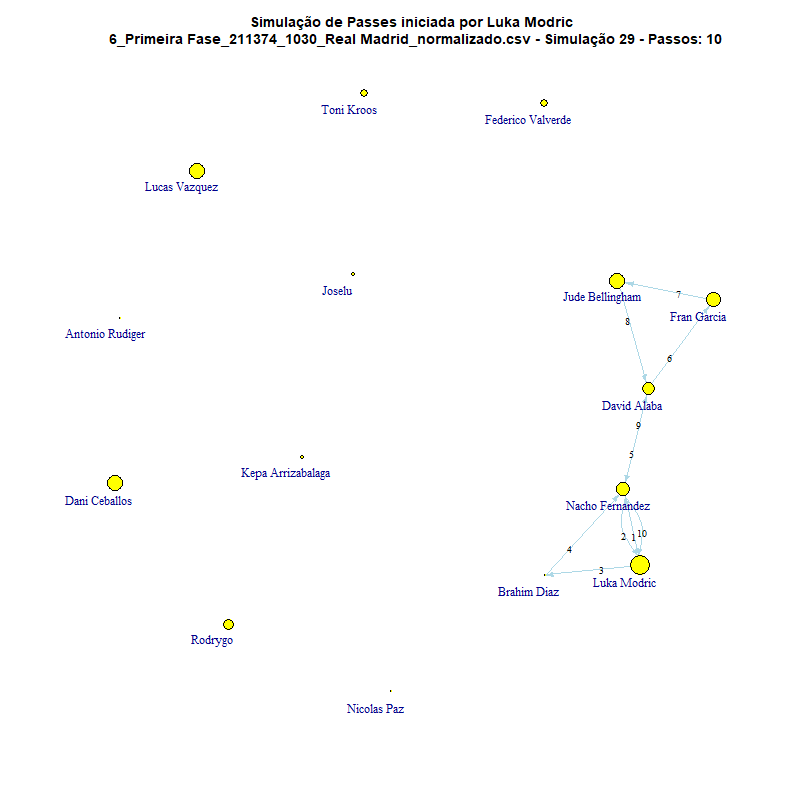 Simulação de Passes iniciada por Luka Modric
6_Primeira Fase_211374_1030_Real Madrid_normalizado.csv - Simulação 29 - Passos: 10
Toni Kroos
Federico Valverde
Lucas Vazquez
Joselu
Jude Bellingham
7
Fran Garcia
8
Antonio Rudiger
6
David Alaba
9
5
Kepa Arrizabalaga
Dani Ceballos
Nacho Fernandez
2
1
10
4
3
Luka Modric
Brahim Diaz
Rodrygo
Nicolas Paz